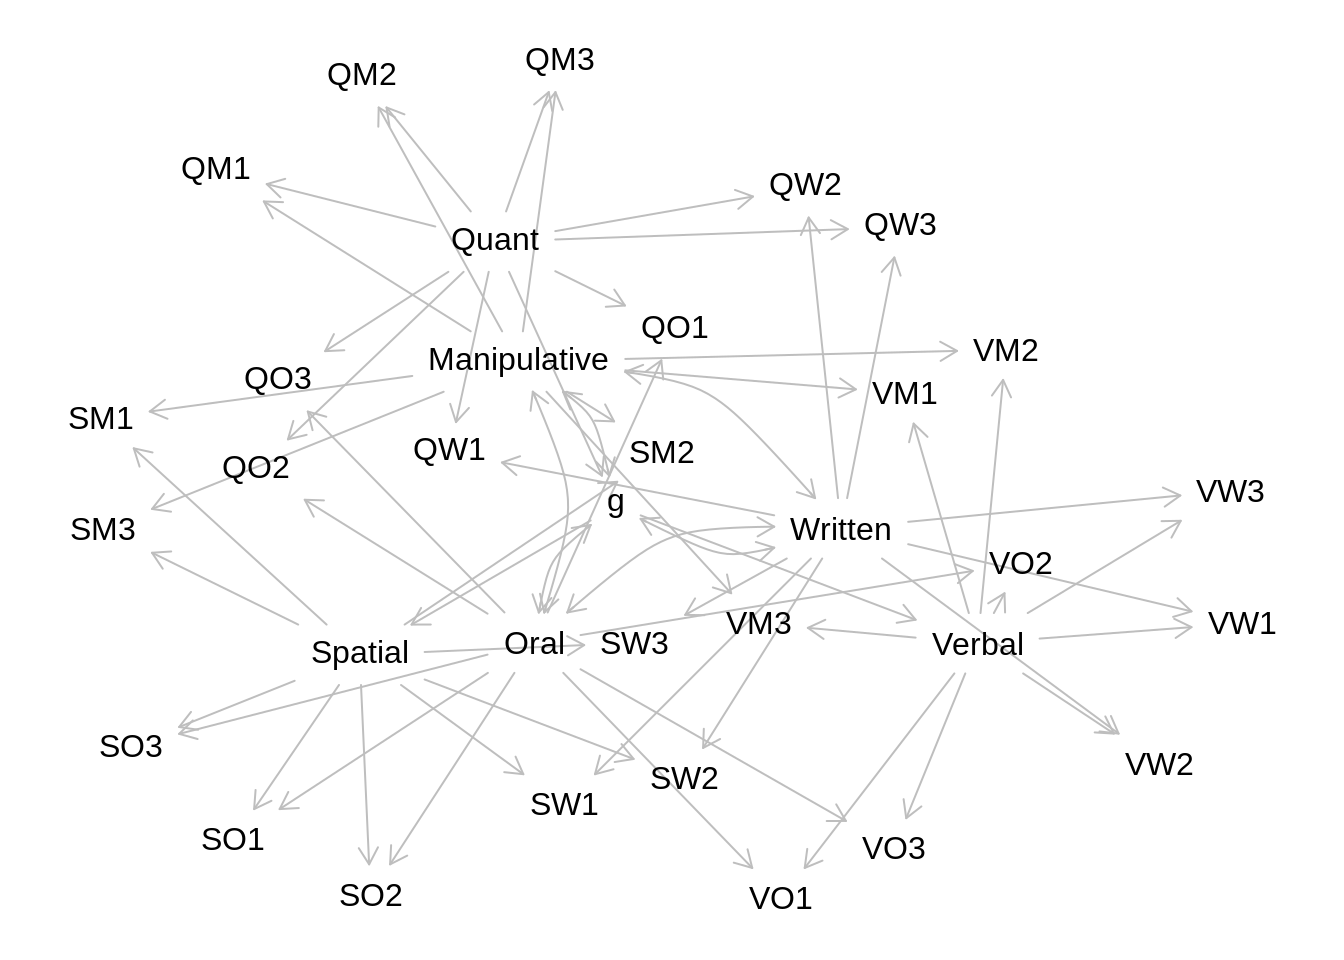 QM3
QM2
QM1
QW2
QW3
Quant
QO1
VM2
Manipulative
QO3
VM1
SM1
QW1
SM2
QO2
VW3
g
SM3
Written
VO2
VM3
VW1
Spatial
Oral
SW3
Verbal
SO3
VW2
SW2
SW1
SO1
VO3
SO2
VO1